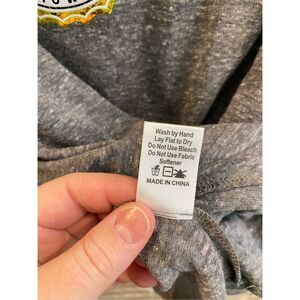 Wash by Hand
Lay Flat to Dry
Do Not Use Bleach
Do Not Use Fabric
Softener
MADE IN CHINA